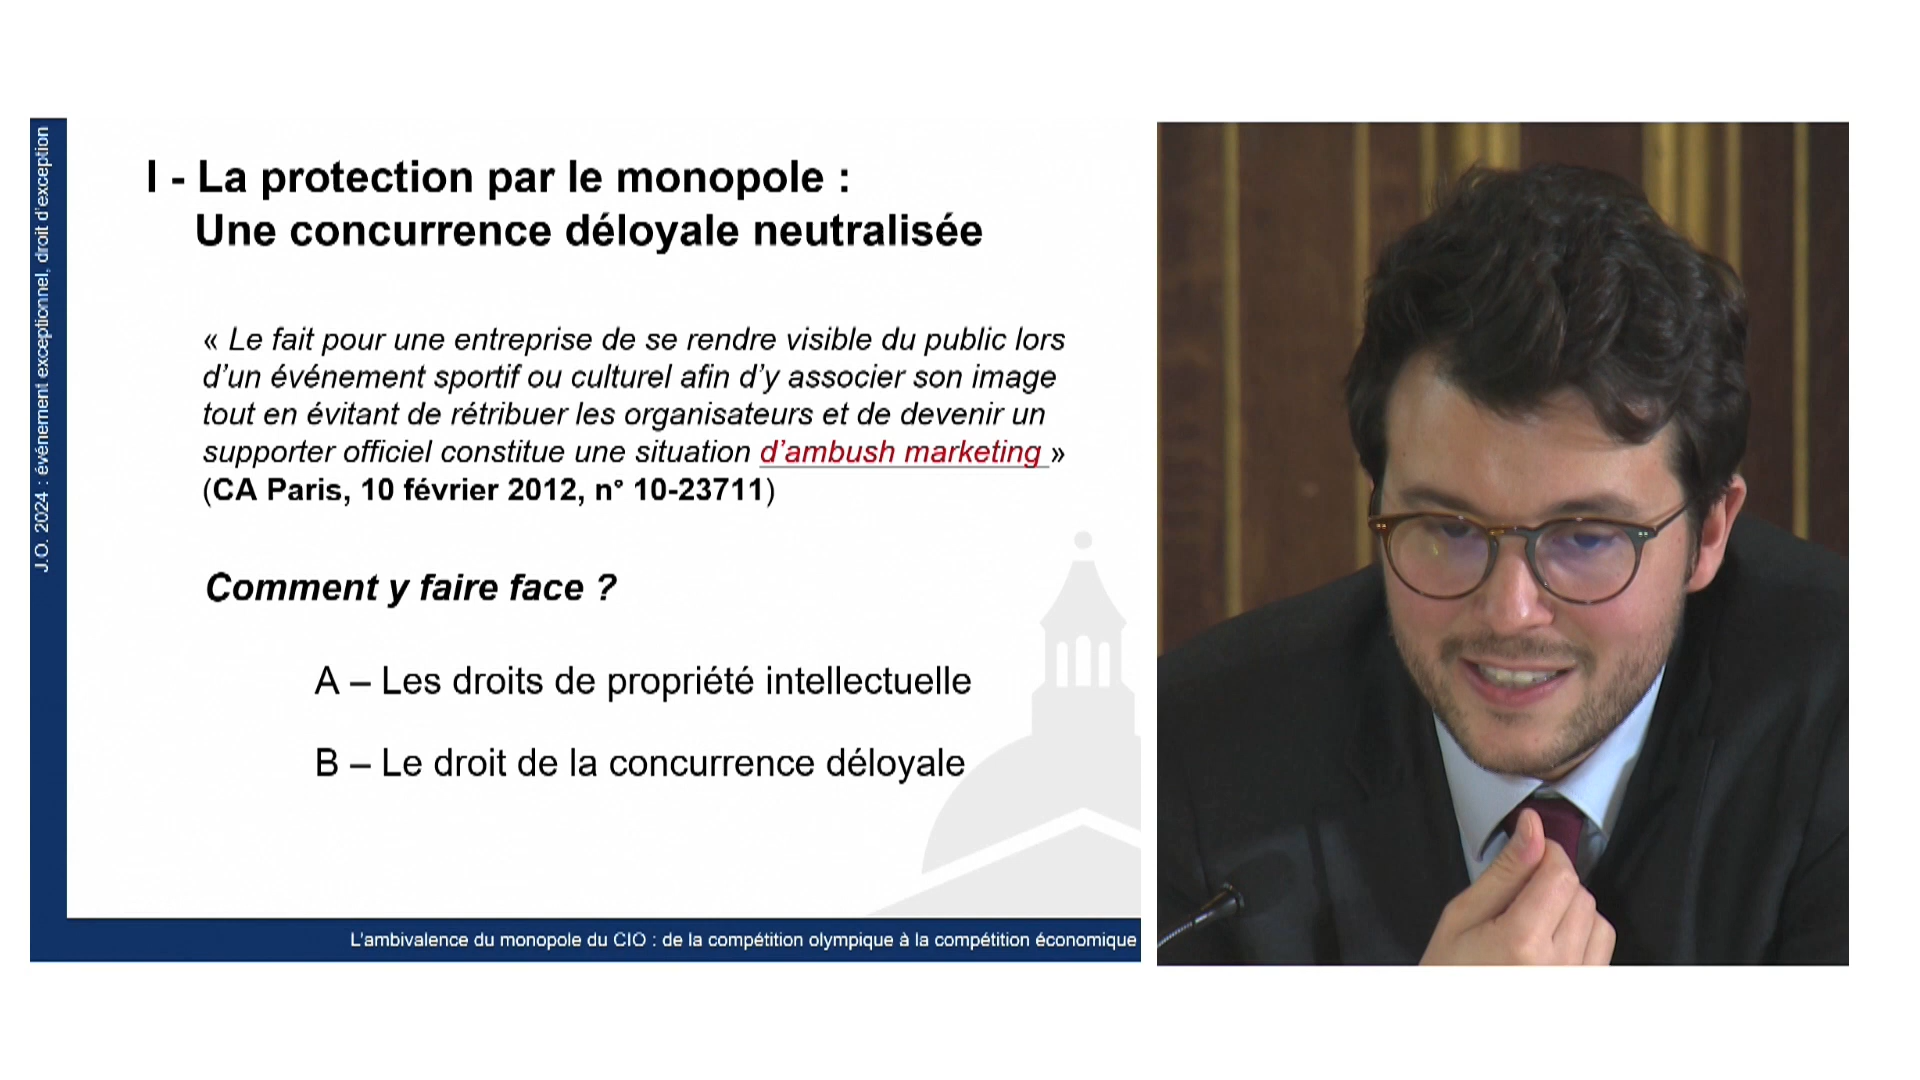 J.O. 2024 : événement exceptionnel, droit d'exception
I - La protection par le monopole :
Une concurrence déloyale neutralisée
« Le fait pour une entreprise de se rendre visible du public lors
d'un événement sportif ou culturel afin d'y associer son image
tout en évitant de rétribuer les organisateurs et de devenir un
supporter officiel constitue une situation d'ambush marketing »
(CA Paris, 10 février 2012, n° 10-23711)
Comment y faire face ?
A – Les droits de propriété intellectuelle
B – Le droit de la concurrence déloyale
L'ambivalence du monopole du CIO : de la compétition olympique à la compétition économique